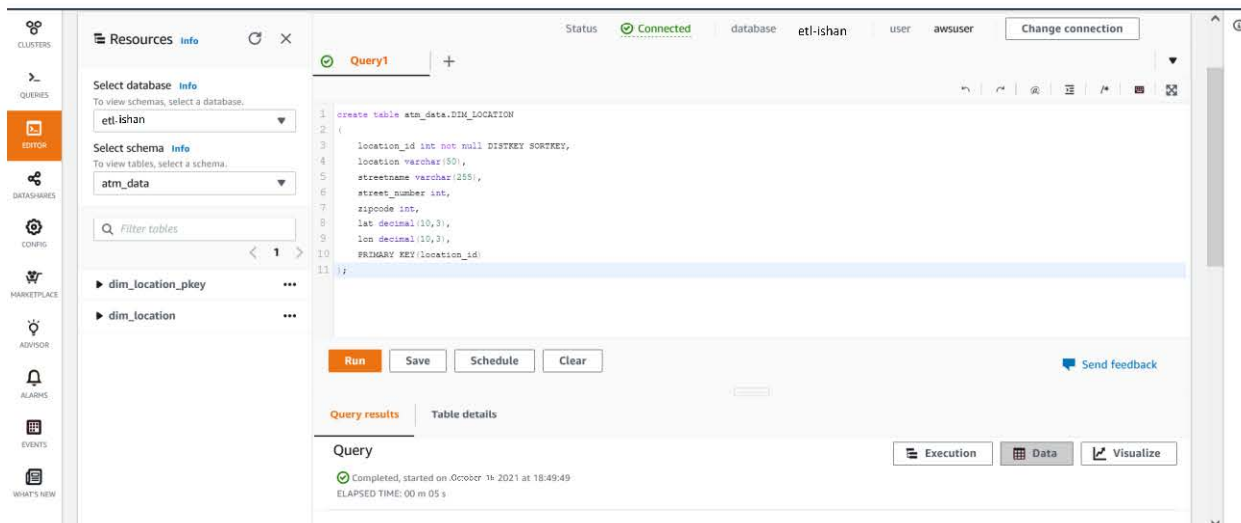 CLUSTERS
QUERIES
EDITOR
DATASHARES
CONFIG
MARKETPLACE
ADVISOR
ALARMS
EVENTS
WHAT'S NEW
Resources Info
Select database Info
To view schemas, select a database.
etl-ishan
Select schema Info
To view tables, select a schema.
atm_data
Filter tables
1
dim_location_pkey
dim_location
Status Connected database etl-ishan user awsuser Change connection
Query1
1 create table atm_data.DIM_LOCATION
2 (
3 location_id int not null DISTKEY SORTKEY,
4 location varchar(50),
5 streetname varchar(255),
6 street_number int,
7 zipcode int,
8 lat decimal(10,3),
9 lon decimal(10,3),
10 PRIMARY KEY(location_id)
11 );
Run Save Schedule Clear
Send feedback
Query results Table details
Query
Execution Data Visualize
Completed, started on October 16 2021 at 18:49:49
ELAPSED TIME: 00 m 05 s